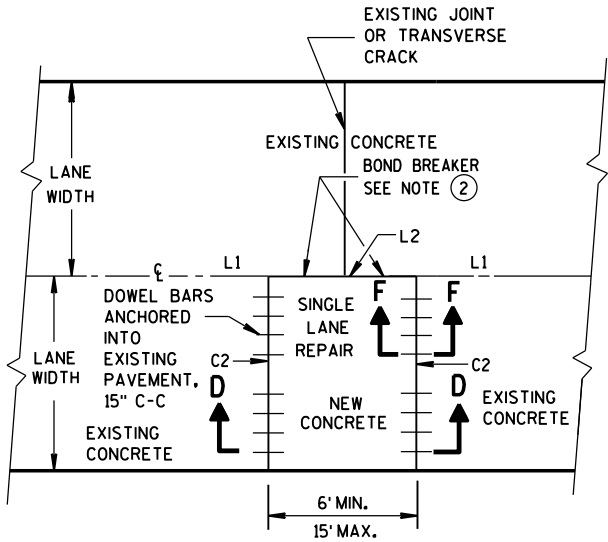 EXISTING JOINT
OR TRANSVERSE
CRACK
EXISTING CONCRETE
BOND BREAKER
SEE NOTE 2
LANE
WIDTH
L2
L1
℄
L1
DOWEL BARS
ANCHORED
INTO
EXISTING
PAVEMENT,
15" C-C
SINGLE
LANE
REPAIR
F
F
LANE
WIDTH
C2
C2
D
D
NEW
CONCRETE
EXISTING
CONCRETE
EXISTING
CONCRETE
6' MIN.
15' MAX.